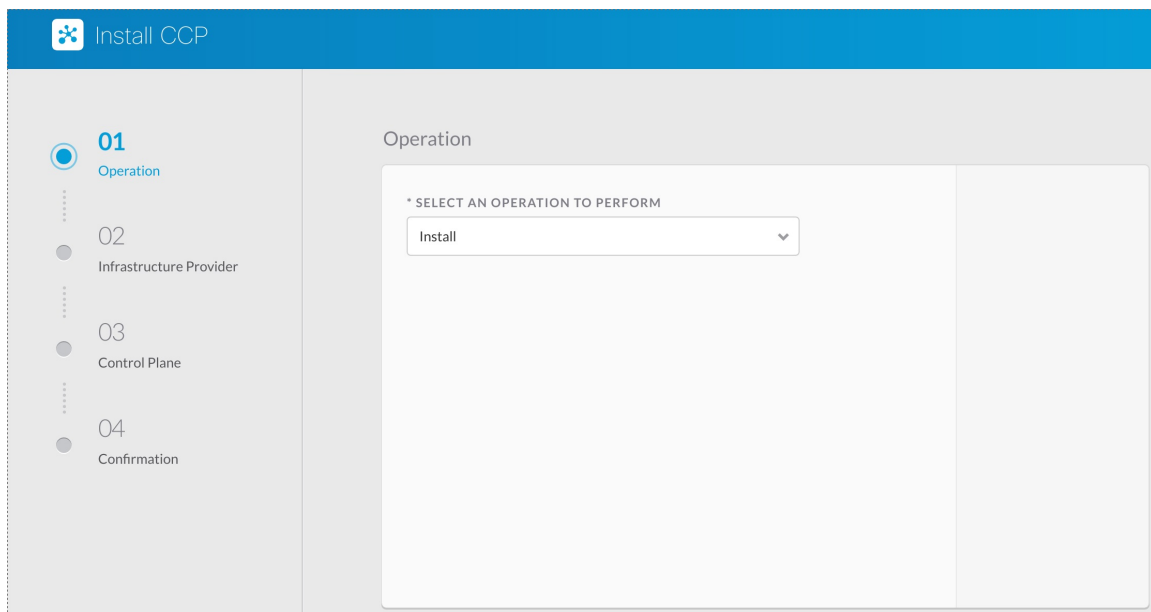 Install CCP
01
Operation
02
Infrastructure Provider
03
Control Plane
04
Confirmation
Operation
* SELECT AN OPERATION TO PERFORM
Install